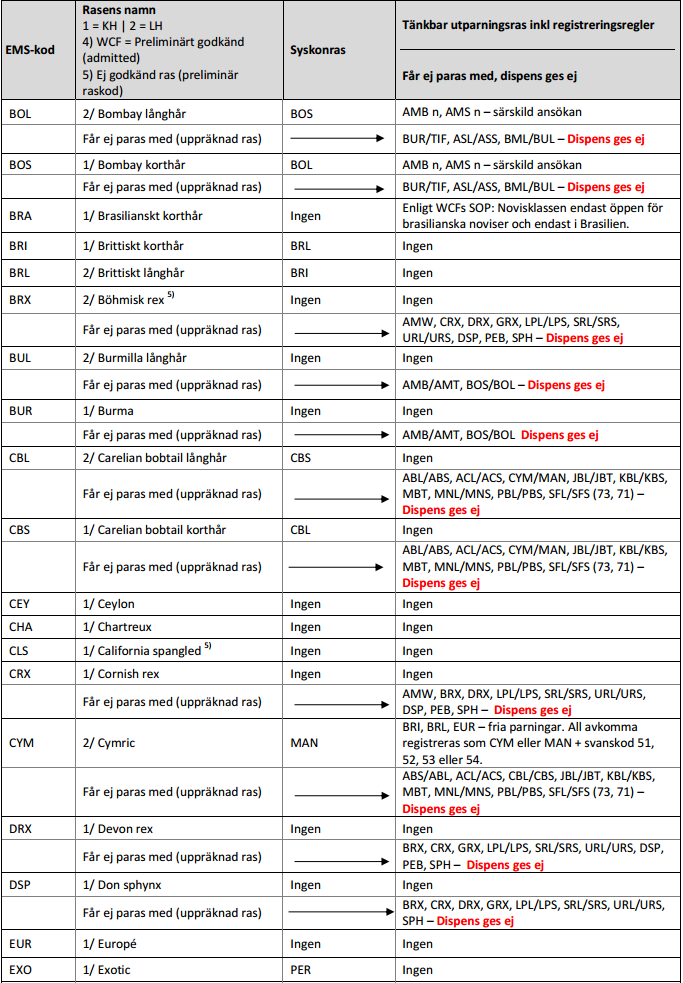 EMS-kod
Rasens namn
1 = KH | 2 = LH
4) WCF = Preliminärt godkänd
(admitted)
5) Ej godkänd ras (preliminär
raskod)
Syskonras
Tänkbar utparningsras inkl registreringsregler
Får ej paras med, dispens ges ej
BOL 2/ Bombay långhår BOS AMB n, AMS n – särskild ansökan
Får ej paras med (uppräknad ras) BUR/TIF, ASL/ASS, BML/BUL – Dispens ges ej
BOS 1/ Bombay korthår BOL AMB n, AMS n – särskild ansökan
Får ej paras med (uppräknad ras) BUR/TIF, ASL/ASS, BML/BUL – Dispens ges ej
BRA 1/ Brasilianskt korthår Ingen Enligt WCFs SOP: Novisklassen endast öppen för
brasilianska noviser och endast i Brasilien.
BRI 1/ Brittiskt korthår BRL Ingen
BRL 2/ Brittiskt långhår BRI Ingen
BRX 2/ Böhmisk rex 5) Ingen Ingen
Får ej paras med (uppräknad ras) AMW, CRX, DRX, GRX, LPL/LPS, SRL/SRS,
URL/URS, DSP, PEB, SPH – Dispens ges ej
BUL 2/ Burmilla långhår Ingen Ingen
Får ej paras med (uppräknad ras) AMB/AMT, BOS/BOL – Dispens ges ej
BUR 1/ Burma Ingen Ingen
Får ej paras med (uppräknad ras) AMB/AMT, BOS/BOL Dispens ges ej
CBL 2/ Carelian bobtail långhår CBS Ingen
Får ej paras med (uppräknad ras) ABL/ABS, ACL/ACS, CYM/MAN, JBL/JBT, KBL/KBS,
MBT, MNL/MNS, PBL/PBS, SFL/SFS (73, 71) –
Dispens ges ej
CBS 1/ Carelian bobtail korthår CBL Ingen
Får ej paras med (uppräknad ras) ABL/ABS, ACL/ACS, CYM/MAN, JBL/JBT, KBL/KBS,
MBT, MNL/MNS, PBL/PBS, SFL/SFS (73, 71) –
Dispens ges ej
CEY 1/ Ceylon Ingen Ingen
CHA 1/ Chartreux Ingen Ingen
CLS 1/ California spangled 5) Ingen Ingen
CRX 1/ Cornish rex Ingen Ingen
Får ej paras med (uppräknad ras) AMW, BRX, DRX, LPL/LPS, SRL/SRS, URL/URS,
DSP, PEB, SPH – Dispens ges ej
CYM 2/ Cymric MAN BRI, BRL, EUR – fria parningar. All avkomma
registreras som CYM eller MAN + svanskod 51,
52, 53 eller 54.
Får ej paras med (uppräknad ras) ABS/ABL, ACL/ACS, CBL/CBS, JBL/JBT, KBL/KBS,
MBT, MNL/MNS, PBL/PBS, SFL/SFS (73, 71) –
Dispens ges ej
DRX 1/ Devon rex Ingen Ingen
Får ej paras med (uppräknad ras) BRX, CRX, GRX, LPL/LPS, SRL/SRS, URL/URS, DSP,
PEB, SPH – Dispens ges ej
DSP 1/ Don sphynx Ingen Ingen
Får ej paras med (uppräknad ras) BRX, CRX, DRX, GRX, LPL/LPS, SRL/SRS, URL/URS,
SPH – Dispens ges ej
EUR 1/ Europé Ingen Ingen
EXO 1/ Exotic PER Ingen